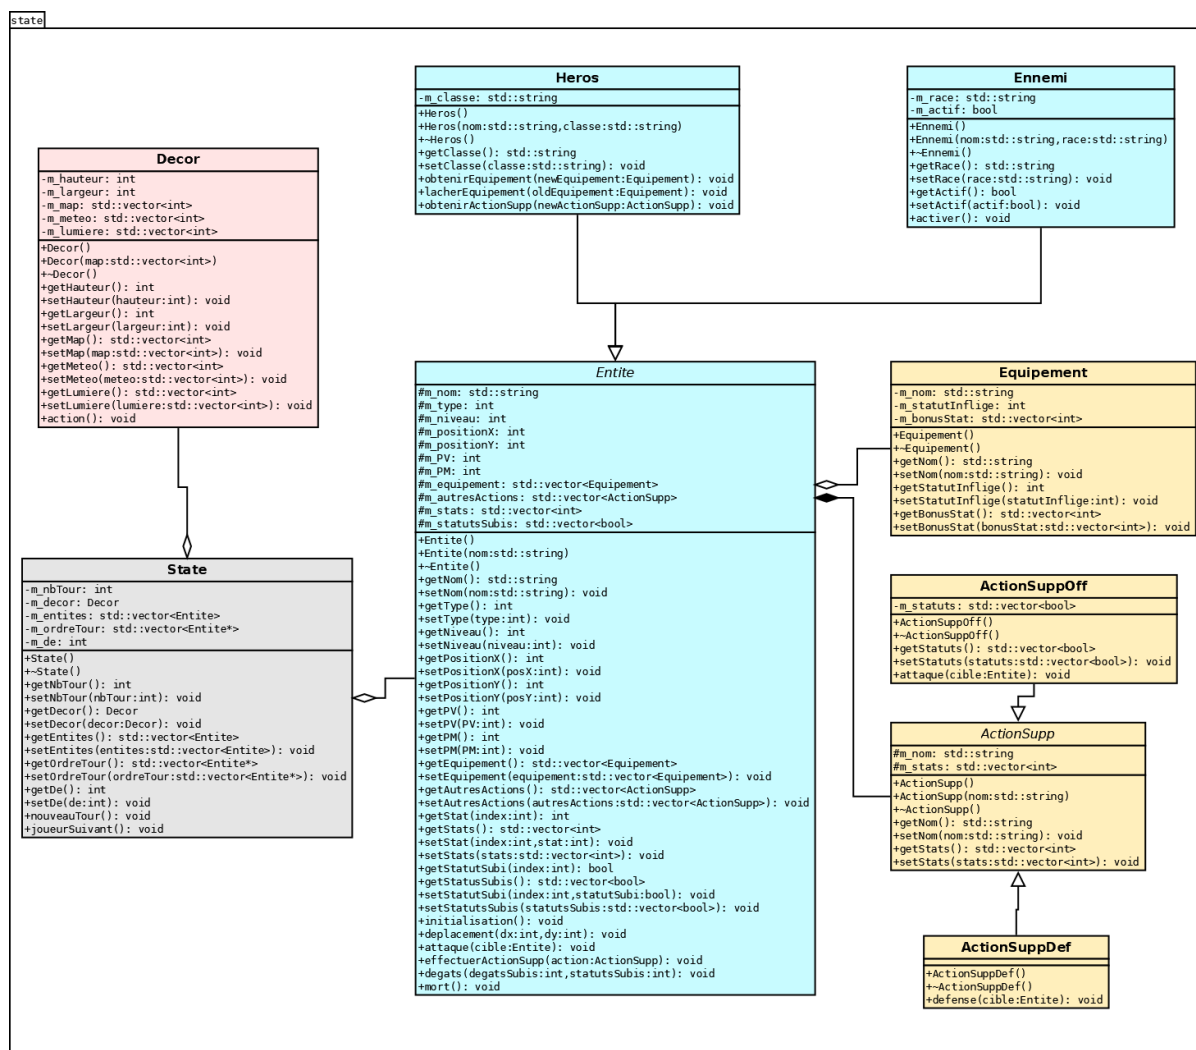 state
Heros
-m_classe: std::string
+Heros()
+Heros(nom:std::string,classe:std::string)
+~Heros()
+getClasse(): std::string
+setClasse(classe:std::string): void
+obtenirEquipement(newEquipement:Equipement): void
+lacherEquipement(oldEquipement:Equipement): void
+obtenirActionSupp(newActionSupp:ActionSupp): void
Ennemi
-m_race: std::string
-m_actif: bool
+Ennemi()
+Ennemi(nom:std::string,race:std::string)
+~Ennemi()
+getRace(): std::string
+setRace(race:std::string): void
+getActif(): bool
+setActif(actif:bool): void
+activer(): void
Decor
-m_hauteur: int
-m_largeur: int
-m_map: std::vector<int>
-m_meteo: std::vector<int>
-m_lumiere: std::vector<int>
+Decor()
+Decor(map:std::vector<int>)
+~Decor()
+getHauteur(): int
+setHauteur(hauteur:int): void
+getLargeur(): int
+setLargeur(largeur:int): void
+getMap(): std::vector<int>
+setMap(map:std::vector<int>): void
+getMeteo(): std::vector<int>
+setMeteo(meteo:std::vector<int>): void
+getLumiere(): std::vector<int>
+setLumiere(lumiere:std::vector<int>): void
+action(): void
Entite
#m_nom: std::string
#m_type: int
#m_niveau: int
#m_positionX: int
#m_positionY: int
#m_PV: int
#m_PM: int
#m_equipement: std::vector<Equipement>
#m_autresActions: std::vector<ActionSupp>
#m_stats: std::vector<int>
#m_statutsSubis: std::vector<bool>
+Entite()
+Entite(nom:std::string)
+~Entite()
+getNom(): std::string
+setNom(nom:std::string): void
+getType(): int
+setType(type:int): void
+getNiveau(): int
+setNiveau(niveau:int): void
+getPositionX(): int
+setPositionX(posX:int): void
+getPositionY(): int
+setPositionY(posY:int): void
+getPV(): int
+setPV(PV:int): void
+getPM(): int
+setPM(PM:int): void
+getEquipement(): std::vector<Equipement>
+setEquipement(equipement:std::vector<Equipement>): void
+getAutresActions(): std::vector<ActionSupp>
+setAutresActions(autresActions:std::vector<ActionSupp>): void
+getStat(index:int): int
+getStats(): std::vector<int>
+setStat(index:int,stat:int): void
+setStats(stats:std::vector<int>): void
+getStatutSubi(index:int): bool
+getStatusSubis(): std::vector<bool>
+setStatutSubi(index:int,statutSubi:bool): void
+setStatutsSubis(statutsSubis:std::vector<bool>): void
+initialisation(): void
+deplacement(dx:int,dy:int): void
+attaque(cible:Entite): void
+effectuerActionSupp(action:ActionSupp): void
+degats(degatsSubis:int,statutsSubis:int): void
+mort(): void
Equipement
-m_nom: std::string
-m_statutInflige: int
-m_bonusStat: std::vector<int>
+Equipement()
+~Equipement()
+getNom(): std::string
+setNom(nom:std::string): void
+getStatutInflige(): int
+setStatutInflige(statutInflige:int): void
+getBonusStat(): std::vector<int>
+setBonusStat(bonusStat:std::vector<int>): void
State
-m_nbTour: int
-m_decor: Decor
-m_entites: std::vector<Entite>
-m_ordreTour: std::vector<Entite*>
-m_de: int
+State()
+~State()
+getNbTour(): int
+setNbTour(nbTour:int): void
+getDecor(): Decor
+setDecor(decor:Decor): void
+getEntites(): std::vector<Entite>
+setEntites(entites:std::vector<Entite>): void
+getOrdreTour(): std::vector<Entite*>
+setOrdreTour(ordreTour:std::vector<Entite*>): void
+getDe(): int
+setDe(de:int): void
+nouveauTour(): void
+joueurSuivant(): void
ActionSuppOff
-m_statuts: std::vector<bool>
+ActionSuppOff()
+~ActionSuppOff()
+getStatuts(): std::vector<bool>
+setStatuts(statuts:std::vector<bool>): void
+attaque(cible:Entite): void
ActionSupp
#m_nom: std::string
#m_stats: std::vector<int>
+ActionSupp()
+ActionSupp(nom:std::string)
+~ActionSupp()
+getNom(): std::string
+setNom(nom:std::string): void
+getStats(): std::vector<int>
+setStats(stats:std::vector<int>): void
ActionSuppDef
+ActionSuppDef()
+~ActionSuppDef()
+defense(cible:Entite): void